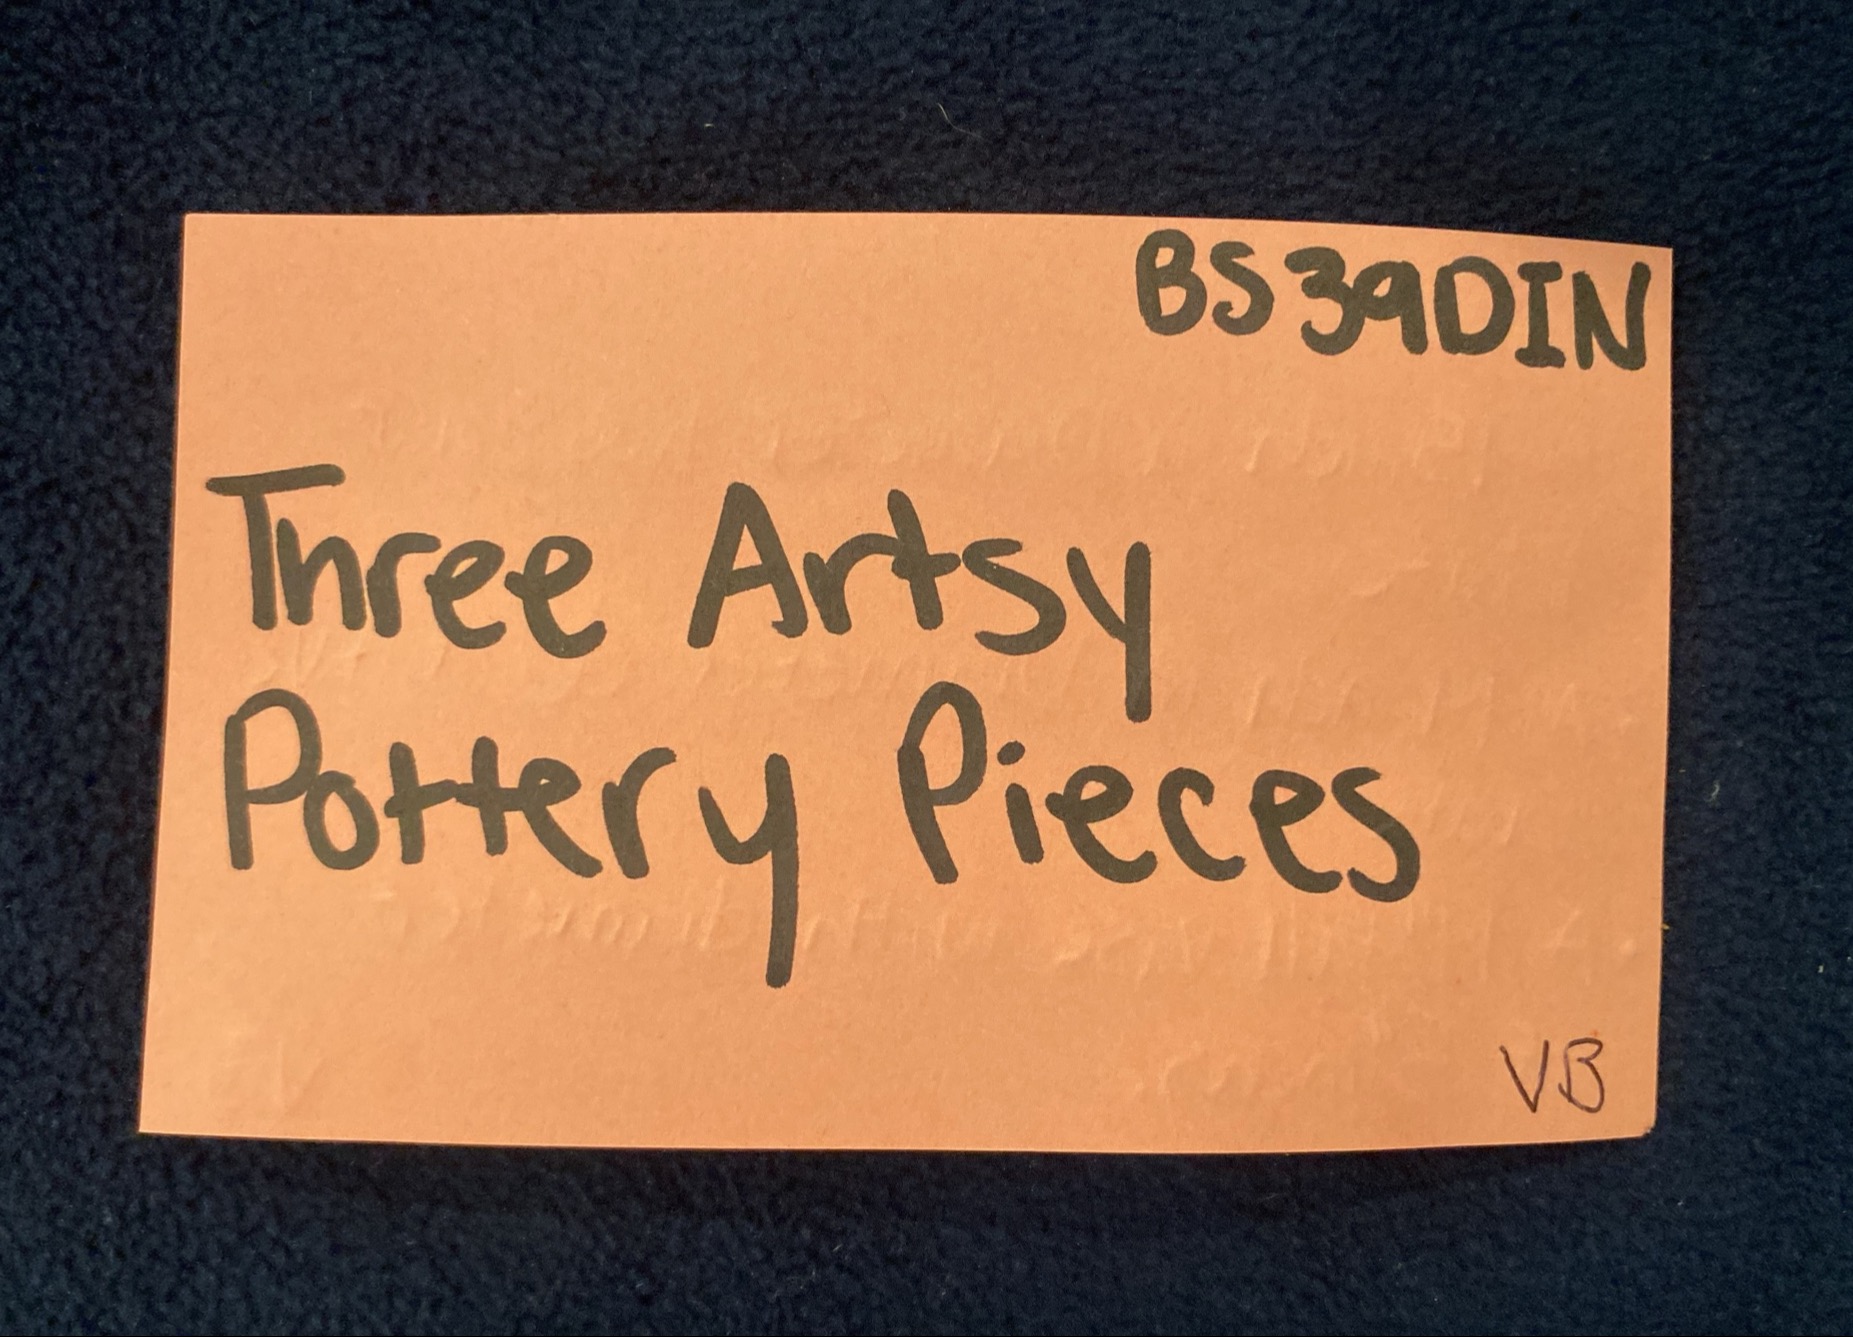 BS39DIN
Three Artsy
Pottery Pieces
VB